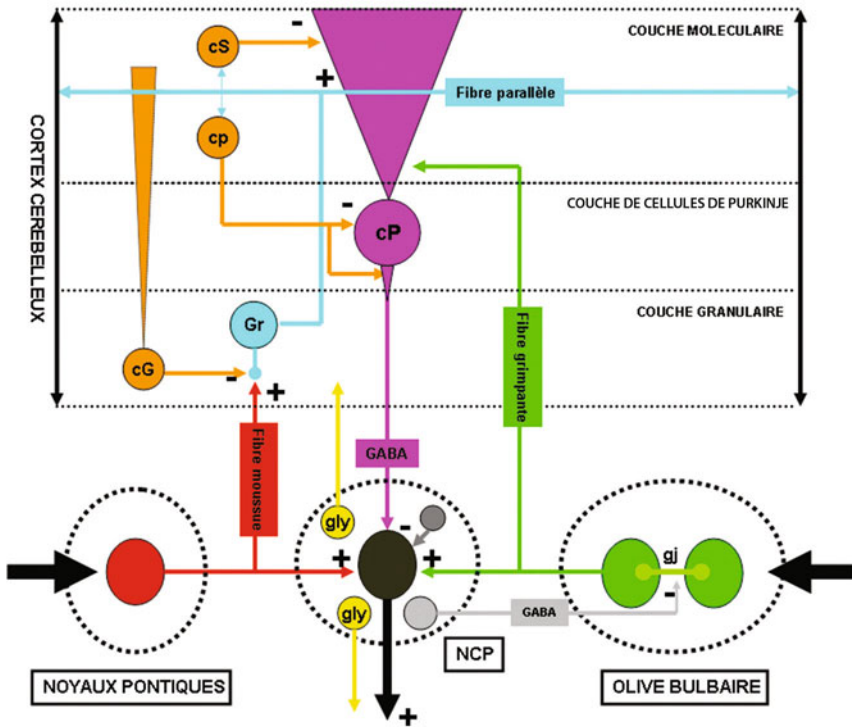 COUCHE MOLECULAIRE
cS
-
+
Fibre parallèle
cp
CORTEX CEREBELLEUX
COUCHE DE CELLULES DE PURKINJE
-
cP
COUCHE GRANULAIRE
Gr
cG
-
+
Fibre moussue
Fibre grimpante
GABA
gly
-
+
+
gj
-
gly
GABA
NCP
NOYAUX PONTIQUES
OLIVE BULBAIRE
+